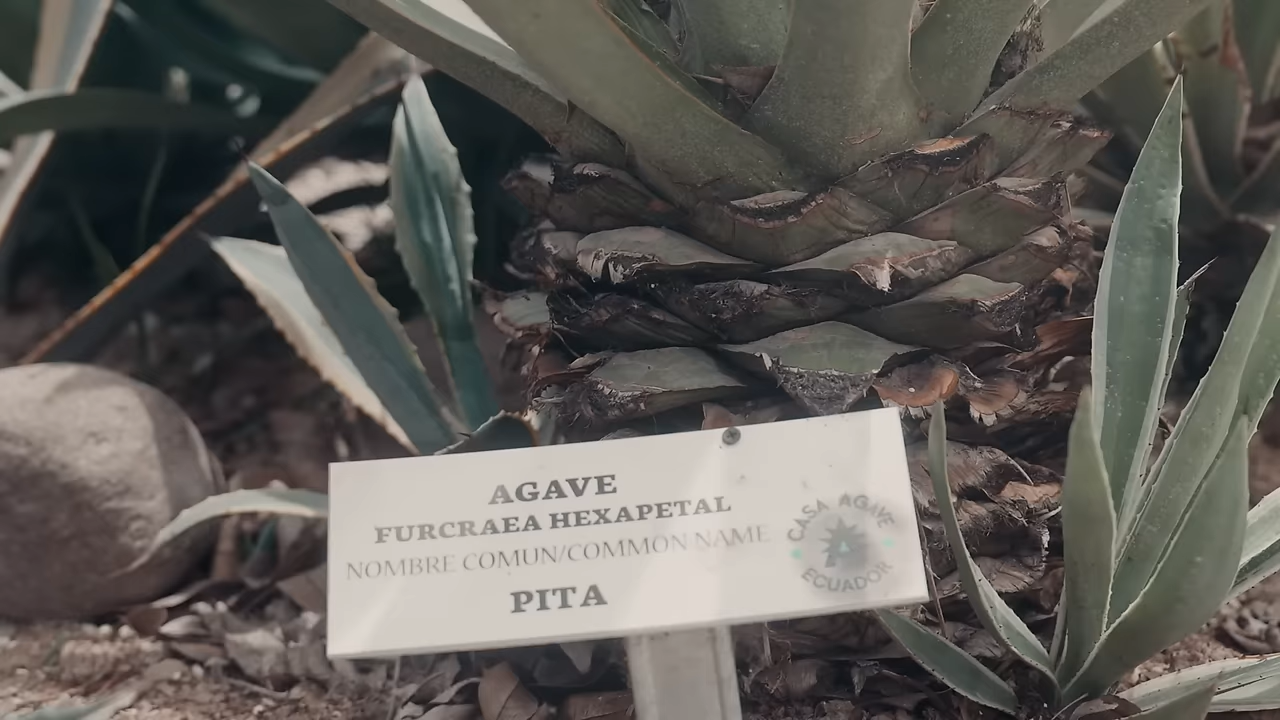 AGAVE
FURCRAEA HEXAPETAL
NOMBRE COMUN/COMMON NAME
PITA
CASA AGAVE
ECUADOR